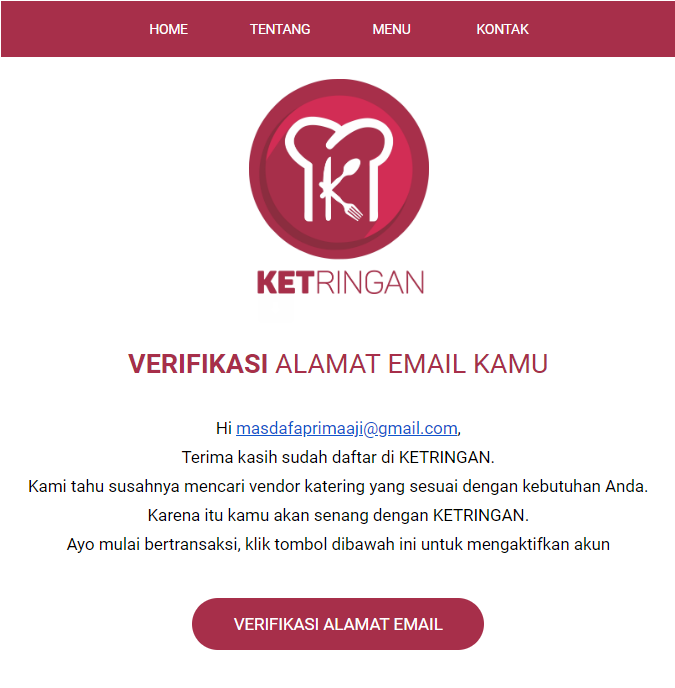 HOME TENTANG MENU KONTAK
KETRINGAN
VERIFIKASI ALAMAT EMAIL KAMU
Hi masdafaprimaaji@gmail.com,
Terima kasih sudah daftar di KETRINGAN.
Kami tahu susahnya mencari vendor katering yang sesuai dengan kebutuhan Anda.
Karena itu kamu akan senang dengan KETRINGAN.
Ayo mulai bertransaksi, klik tombol dibawah ini untuk mengaktifkan akun
VERIFIKASI ALAMAT EMAIL